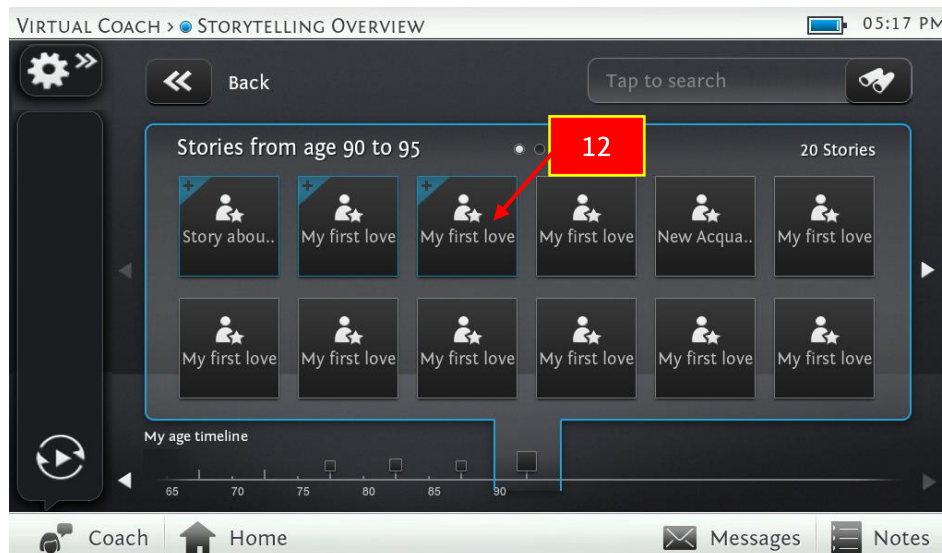 VIRTUAL COACH > STORYTELLING OVERVIEW 05:17 PM
Back Tap to search
Stories from age 90 to 95 12 20 Stories
Story abou.. My first love My first love My first love New Acqua.. My first love
My first love My first love My first love My first love My first love My first love
My age timeline
65 70 75 80 85 90
Coach Home Messages Notes